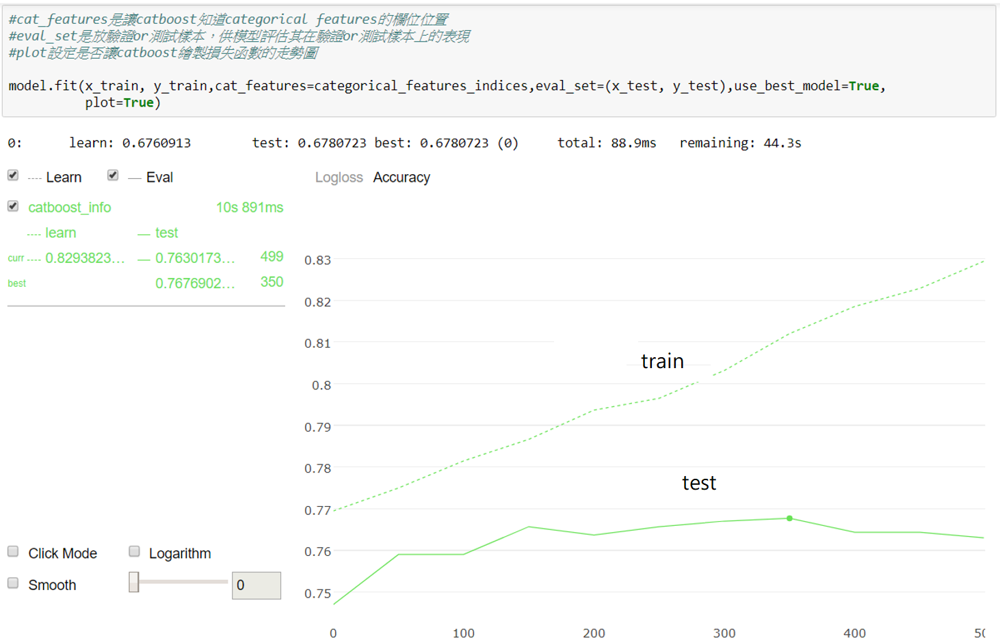 #cat_features是讓catboost知道categorical features的欄位位置
#eval_set是放驗證or測試樣本，供模型評估其在驗證or測試樣本上的表現
#plot設定是否讓catboost繪製損失函數的走勢圖
model.fit(x_train, y_train,cat_features=categorical_features_indices,eval_set=(x_test, y_test),use_best_model=True,
plot=True)
0: learn: 0.6760913 test: 0.6780723 best: 0.6780723 (0) total: 88.9ms remaining: 44.3s
---- Learn — Eval Logloss Accuracy
catboost_info 10s 891ms
---- learn — test
curr ---- 0.8293823... — 0.7630173... 499
best 0.7676902... 350
0.83
0.82
0.81
train
0.8
0.79
0.78
test
0.77
0.76
0.75
Click Mode Logarithm
Smooth 0
0 100 200 300 400 50